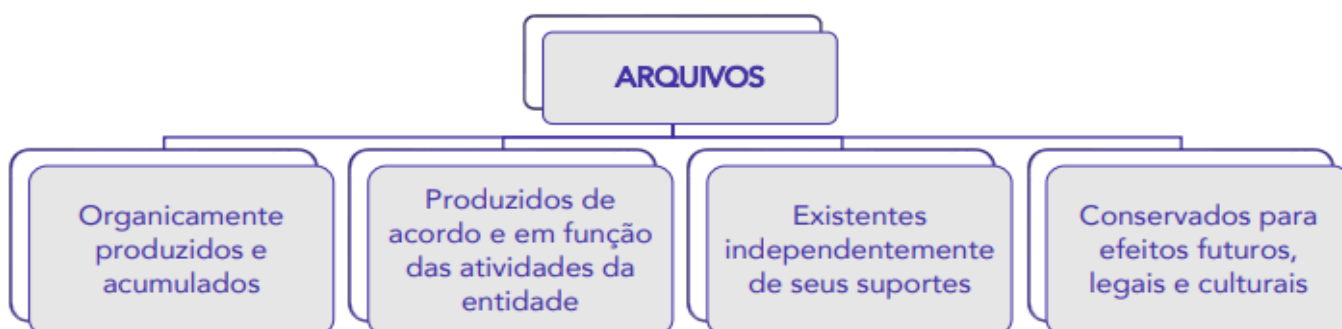 ARQUIVOS
Organicamente
produzidos e
acumulados
Produzidos de
acordo e em função
das atividades da
entidade
Existentes
independentemente
de seus suportes
Conservados para
efeitos futuros,
legais e culturais